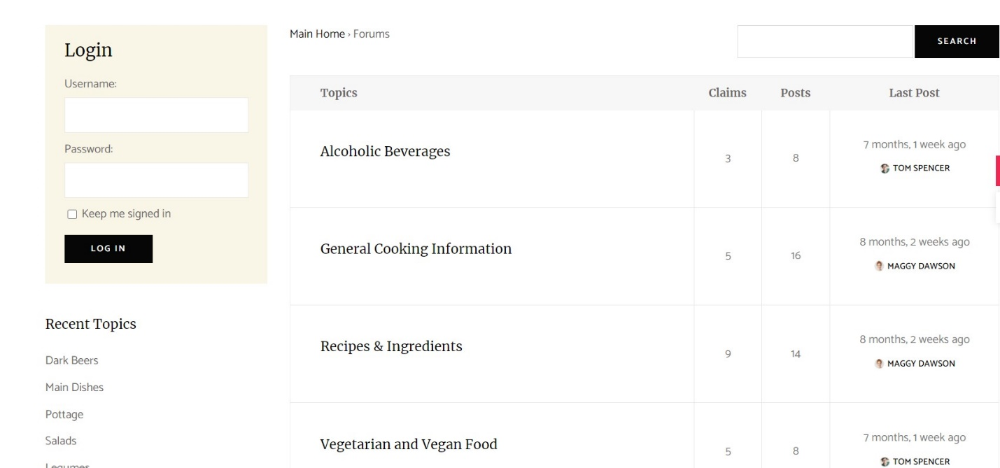 Login
Username:
Password:
Keep me signed in
LOG IN
Recent Topics
Dark Beers
Main Dishes
Pottage
Salads
Legumes
Main Home › Forums
SEARCH
Topics Claims Posts Last Post
Alcoholic Beverages 3 8 7 months, 1 week ago
TOM SPENCER
General Cooking Information 5 16 8 months, 2 weeks ago
MAGGY DAWSON
Recipes & Ingredients 9 14 8 months, 2 weeks ago
MAGGY DAWSON
Vegetarian and Vegan Food 5 8 7 months, 1 week ago
TOM SPENCER